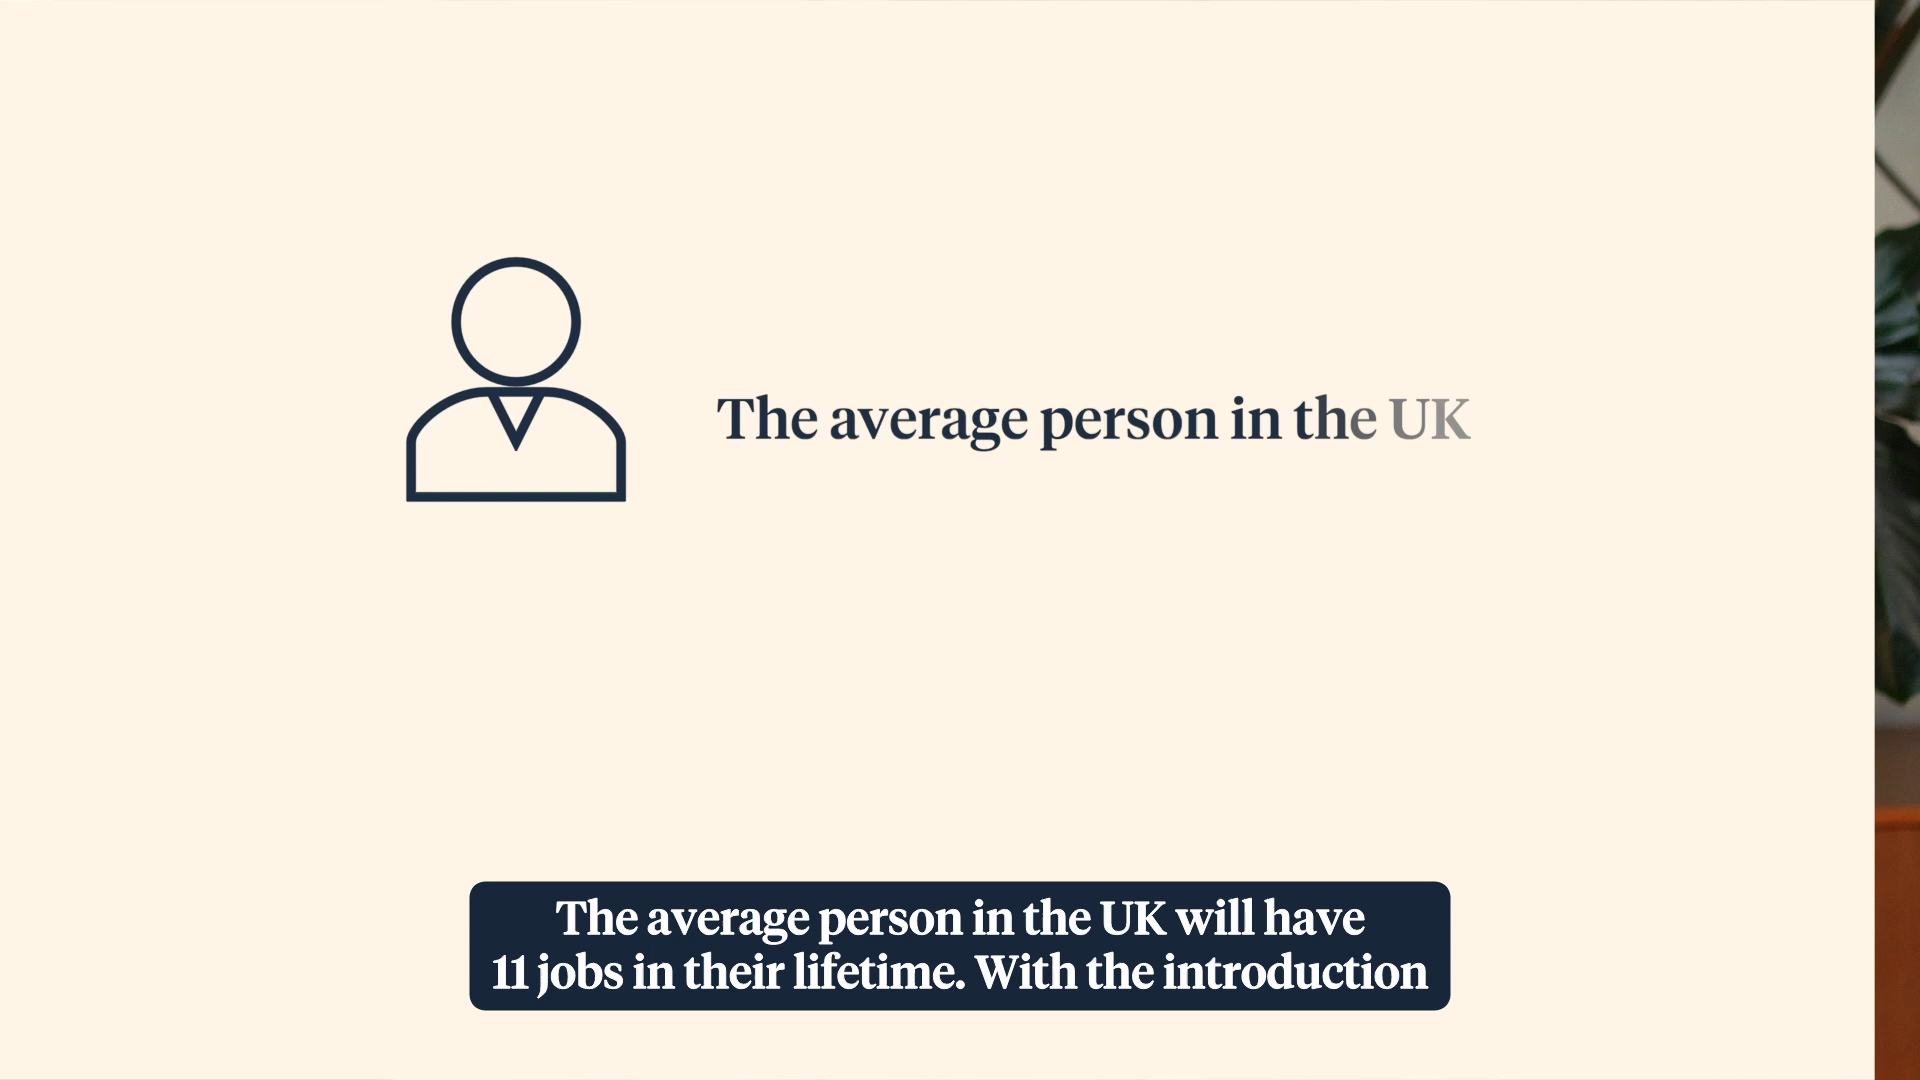 The average person in the UK
The average person in the UK will have
11 jobs in their lifetime. With the introduction